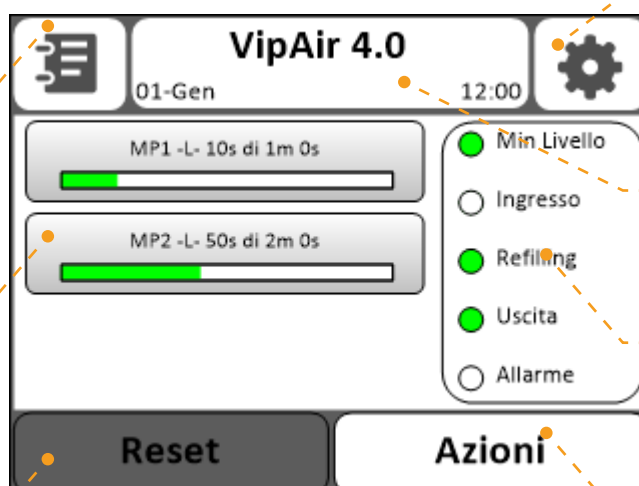 VipAir 4.0
01-Gen 12:00
MP1 -L- 10s di 1m 0s
MP2 -L- 50s di 2m 0s
Min Livello
Ingresso
Refilling
Uscita
Allarme
Reset
Azioni